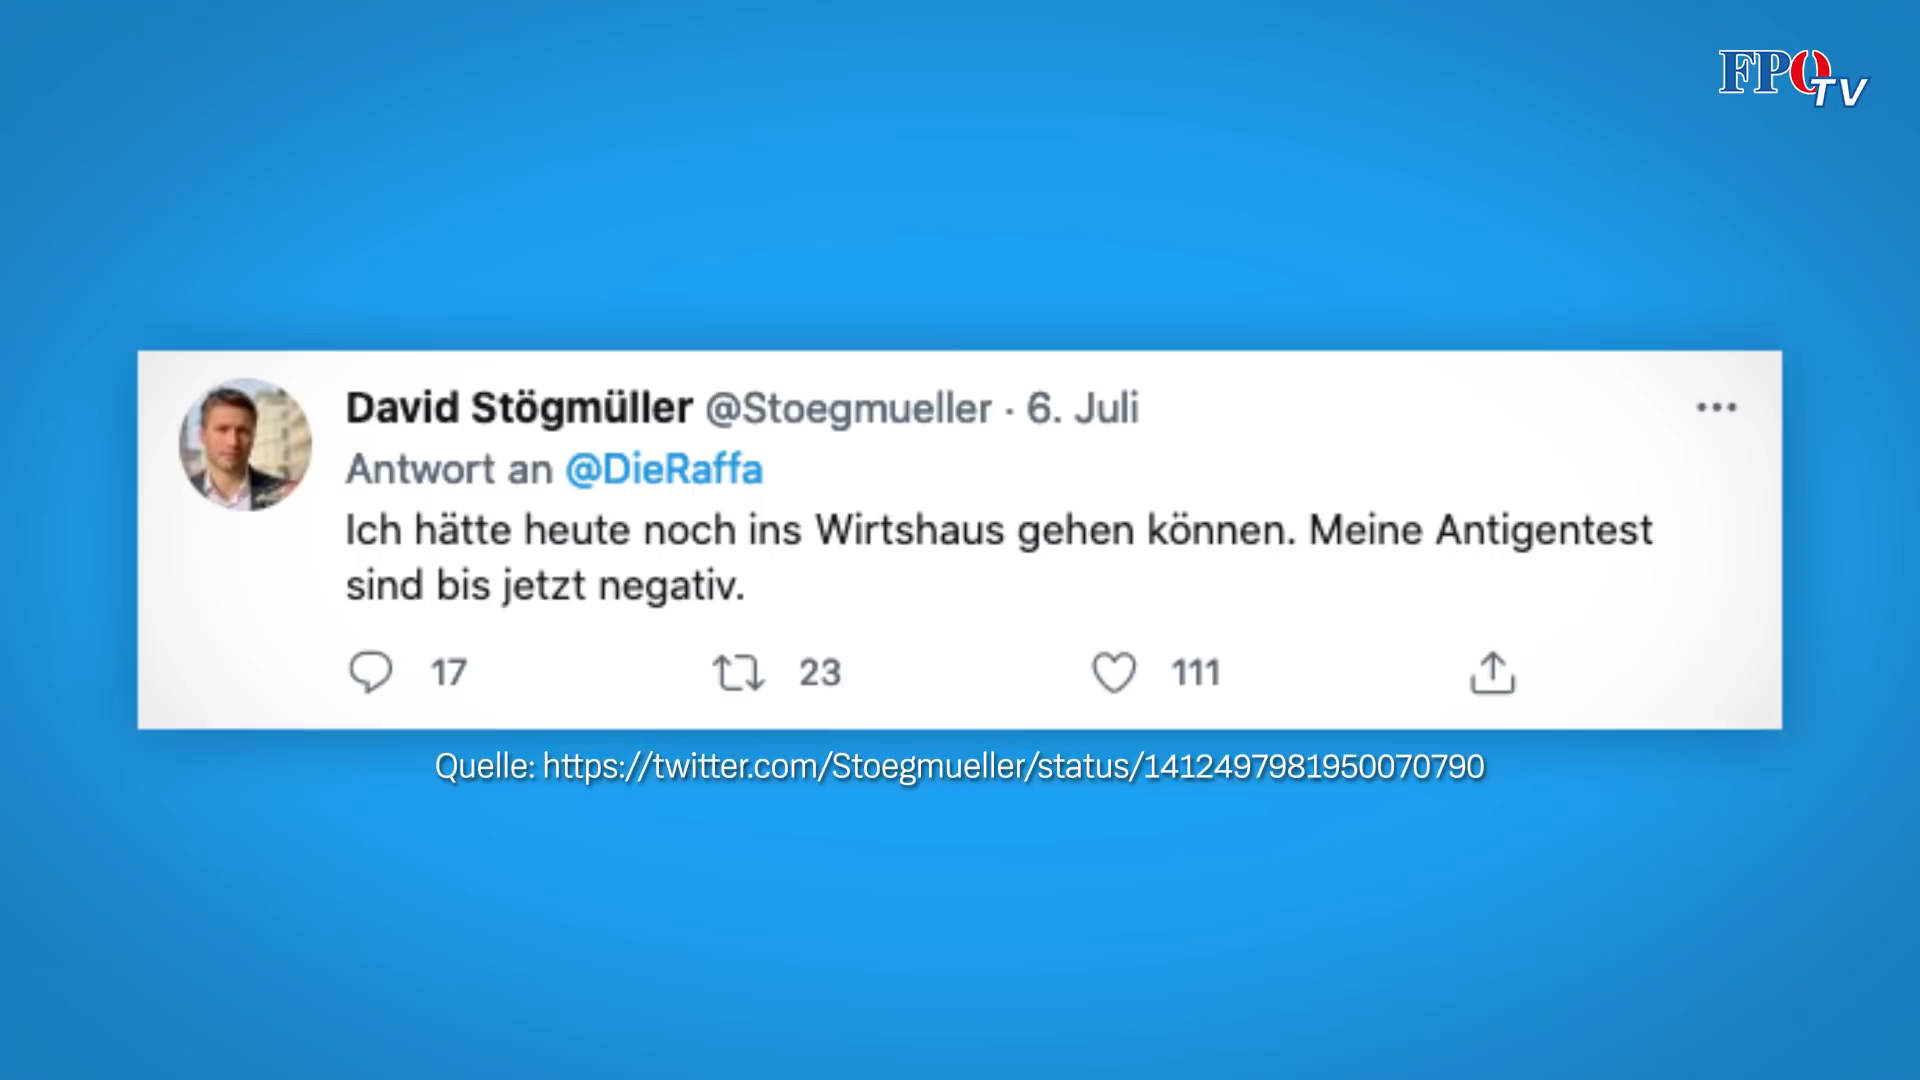 FPÖ TV
David Stögmüller @Stoegmueller · 6. Juli
Antwort an @DieRaffa
Ich hätte heute noch ins Wirtshaus gehen können. Meine Antigentest
sind bis jetzt negativ.
17 23 111
Quelle: https://twitter.com/Stoegmueller/status/1412497981950070790